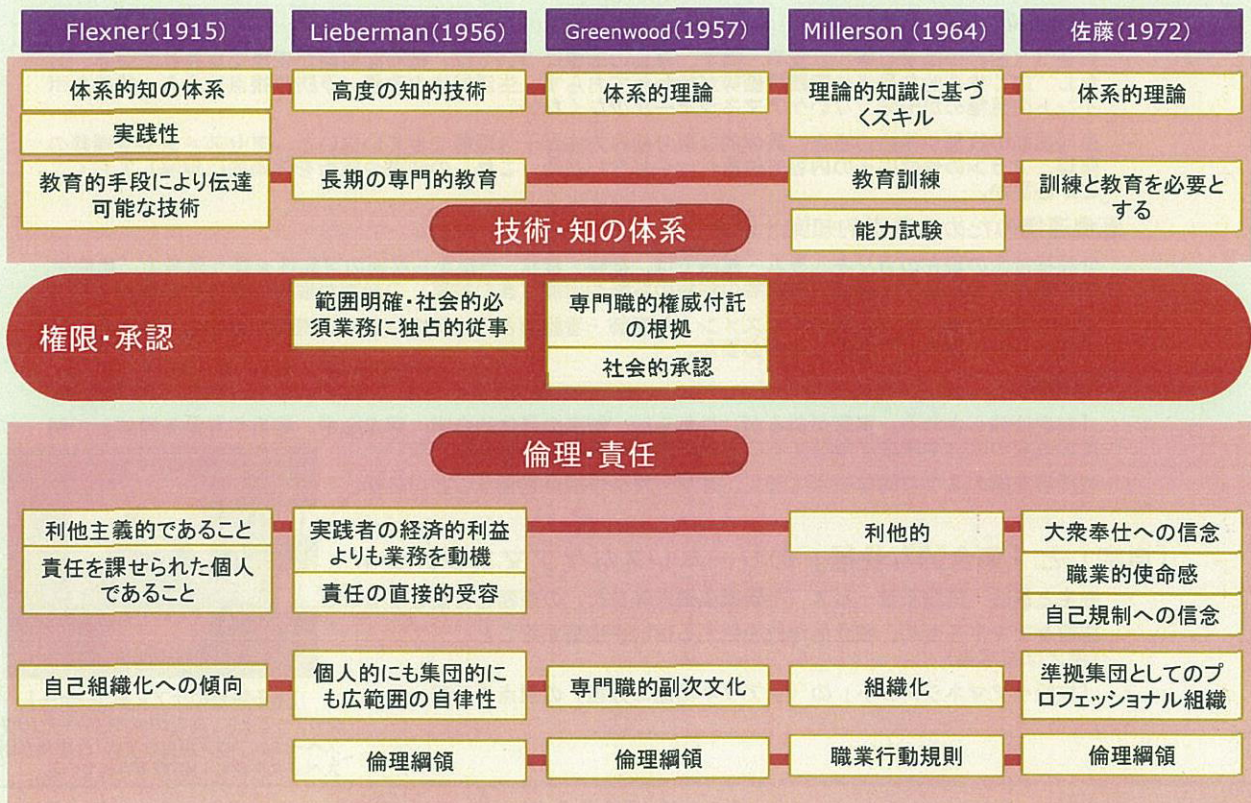 Flexner(1915)
Lieberman(1956)
Greenwood(1957)
Millerson (1964)
佐藤(1972)
体系的知の体系
高度の知的技術
体系的理論
理論的知識に基づ
くスキル
体系的理論
実践性
教育的手段により伝達
可能な技術
長期の専門的教育
教育訓練
訓練と教育を必要と
する
技術・知の体系
能力試験
権限・承認
範囲明確・社会的必
須業務に独占的従事
専門職的権威付託
の根拠
社会的承認
倫理・責任
利他主義的であること
責任を課せられた個人
であること
実践者の経済的利益
よりも業務を動機
責任の直接的受容
利他的
大衆奉仕への信念
職業的使命感
自己規制への信念
自己組織化への傾向
個人的にも集団的に
も広範囲の自律性
専門職的副次文化
組織化
準拠集団としてのプ
ロフェッショナル組織
倫理綱領
倫理綱領
職業行動規則
倫理綱領